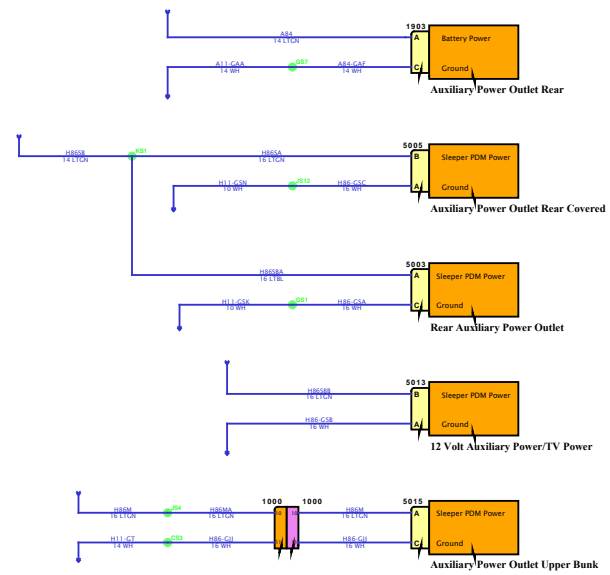 1903
A84
14 LTGN
A
Battery Power
A11-GAA
14 WH
GS7
A84-GAF
14 WH
C
Ground
Auxiliary Power Outlet Rear
5005
H86SB
14 LTGN
KS1
H86SA
16 LTGN
B
Sleeper PDM Power
H11-GSN
10 WH
JS12
H86-GSC
16 WH
A
Ground
Auxiliary Power Outlet Rear Covered
5003
H86SBA
16 LTBL
A
Sleeper PDM Power
H11-GSK
10 WH
GS1
H86-GSA
16 WH
C
Ground
Rear Auxiliary Power Outlet
5013
H86SBB
16 LTGN
B
Sleeper PDM Power
H86-GSB
16 WH
A
Ground
12 Volt Auxiliary Power/TV Power
1000
1000
5015
H86M
16 LTGN
JS4
H86MA
16 LTGN
H86M
16 LTGN
A
Sleeper PDM Power
H11-GT
14 WH
H86-GJJ
16 WH
H86-GJJ
16 WH
C
Ground
Auxiliary Power Outlet Upper Bunk